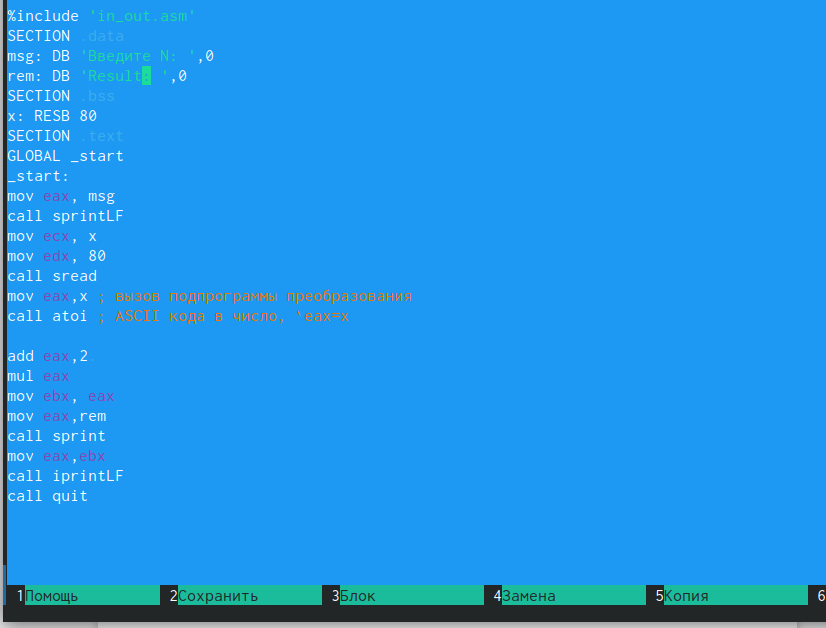 %include 'in_out.asm'
SECTION .data
msg: DB 'Введите N: ',0
rem: DB 'Result: ',0
SECTION .bss
x: RESB 80
SECTION .text
GLOBAL _start
_start:
mov eax, msg
call sprintLF
mov ecx, x
mov edx, 80
call sread
mov eax,x ; вызов подпрограммы преобразования
call atoi ; ASCII кода в число, `eax=x

add eax,2
mul eax
mov ebx, eax
mov eax,rem
call sprint
mov eax,ebx
call iprintLF
call quit
1Помощь 2Сохранить 3Блок 4Замена 5Копия 6